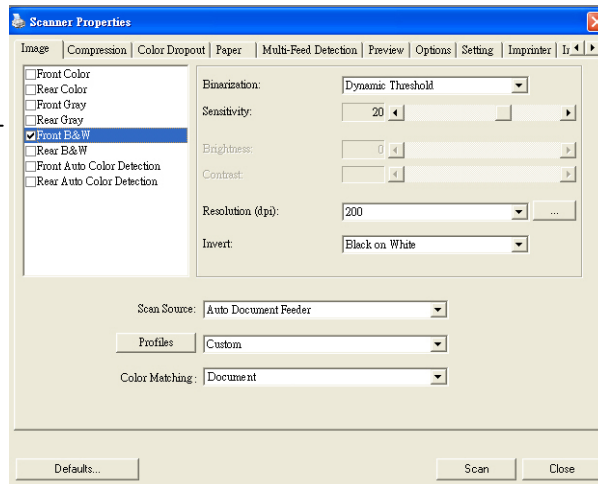 Scanner Properties
Image Compression Color Dropout Paper Multi-Feed Detection Preview Options Setting Imprinter
Front Color
Rear Color
Front Gray
Rear Gray
Front B&W
Rear B&W
Front Auto Color Detection
Rear Auto Color Detection
Binarization: Dynamic Threshold
Sensitivity: 20
Brightness: 0
Contrast:
Resolution (dpi): 200 ...
Invert: Black on White
Scan Source: Auto Document Feeder
Profiles Custom
Color Matching: Document
Defaults... Scan Close